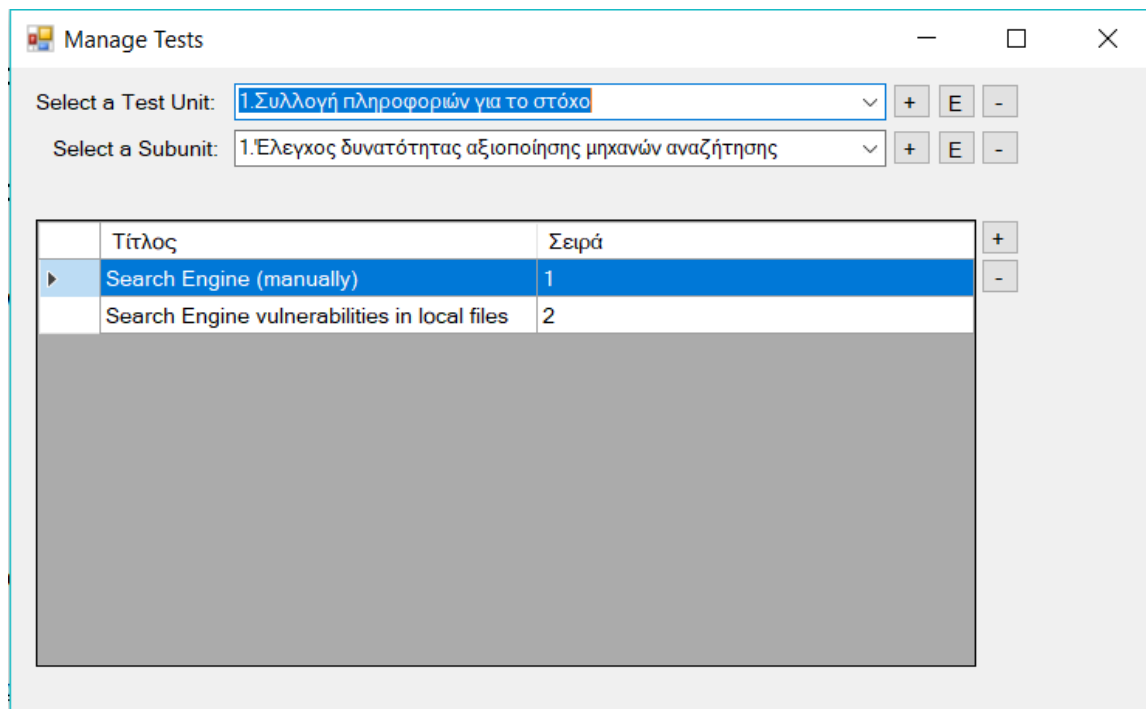 Manage Tests
Select a Test Unit: 1.Συλλογή πληροφοριών για το στόχο + E -
Select a Subunit: 1.Έλεγχος δυνατότητας αξιοποίησης μηχανών αναζήτησης + E -
Τίτλος Σειρά +
Search Engine (manually) 1 -
Search Engine vulnerabilities in local files 2